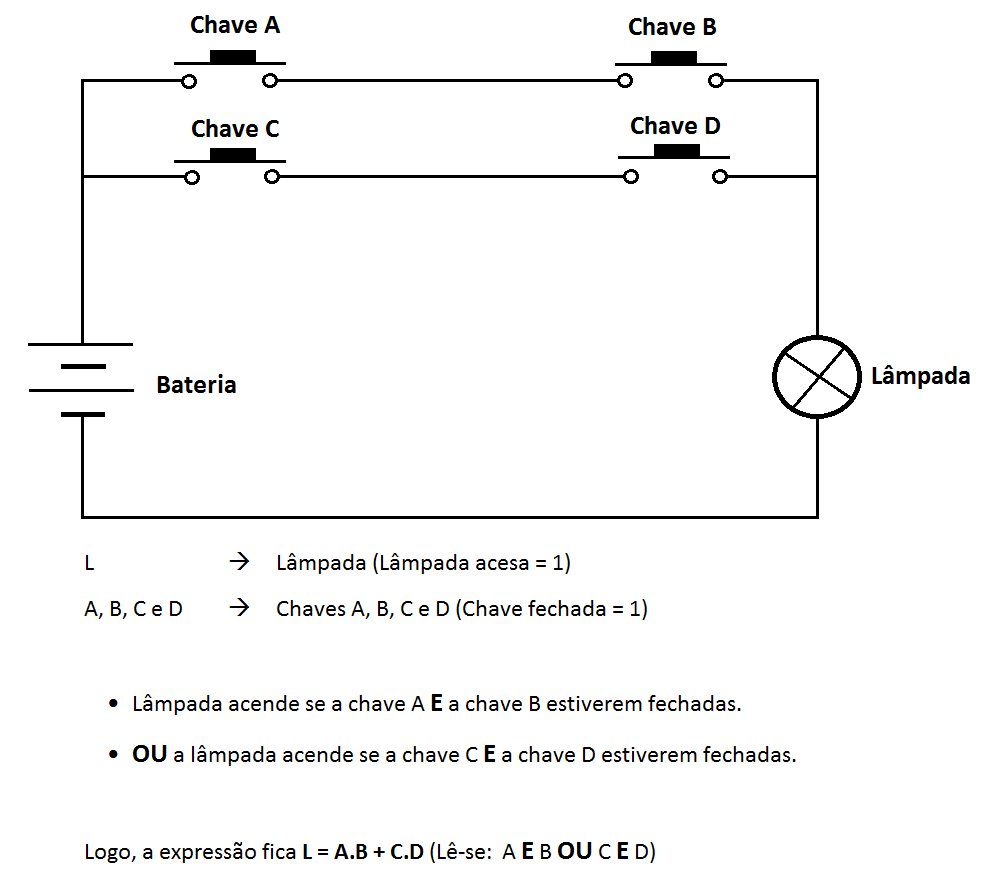 Chave A
Chave B
Chave C
Chave D
Bateria
Lâmpada
L → Lâmpada (Lâmpada acesa = 1)
A, B, C e D → Chaves A, B, C e D (Chave fechada = 1)
• Lâmpada acende se a chave A E a chave B estiverem fechadas.
• OU a lâmpada acende se a chave C E a chave D estiverem fechadas.
Logo, a expressão fica L = A.B + C.D (Lê-se: A E B OU C E D)